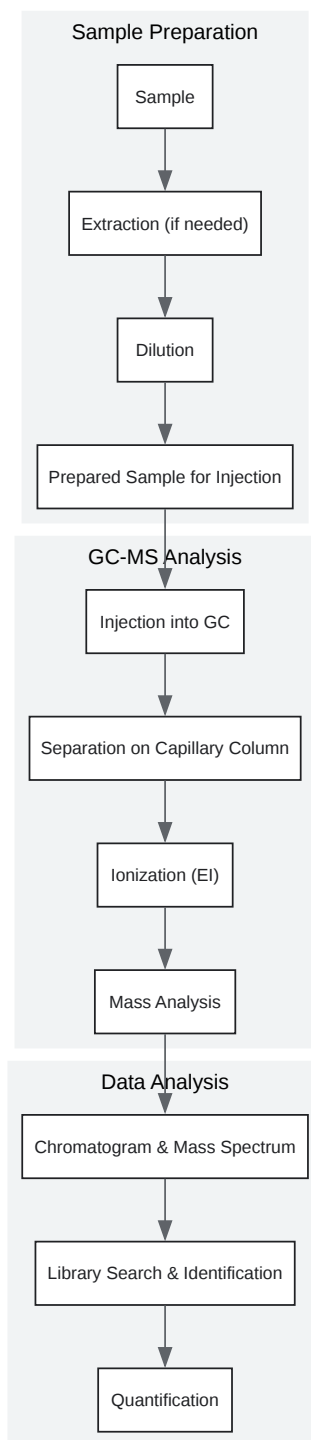 Sample Preparation
Sample
Extraction (if needed)
Dilution
Prepared Sample for Injection
GC-MS Analysis
Injection into GC
Separation on Capillary Column
Ionization (EI)
Mass Analysis
Data Analysis
Chromatogram & Mass Spectrum
Library Search & Identification
Quantification